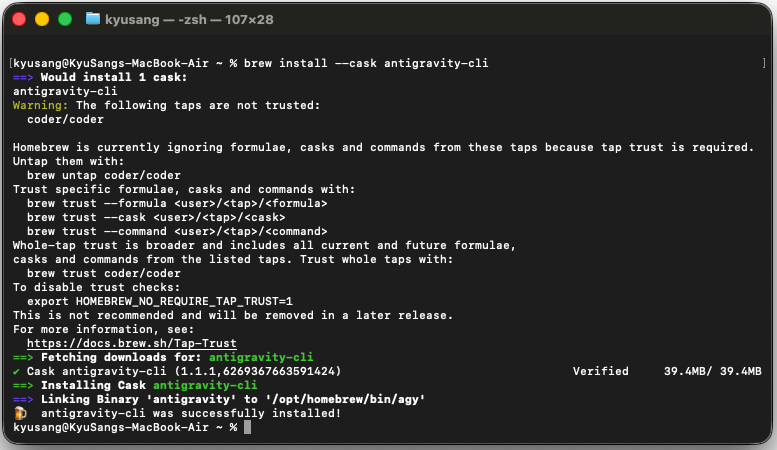 kyusang — -zsh — 107×28
[kyusang@KyuSangs-MacBook-Air ~ % brew install --cask antigravity-cli ]
==> Would install 1 cask:
antigravity-cli
Warning: The following taps are not trusted:
  coder/coder

Homebrew is currently ignoring formulae, casks and commands from these taps because tap trust is required.
Untap them with:
  brew untap coder/coder
Trust specific formulae, casks and commands with:
  brew trust --formula <user>/<tap>/<formula>
  brew trust --cask <user>/<tap>/<cask>
  brew trust --command <user>/<tap>/<command>
Whole-tap trust is broader and includes all current and future formulae,
casks and commands from the listed taps. Trust whole taps with:
  brew trust coder/coder
To disable trust checks:
  export HOMEBREW_NO_REQUIRE_TAP_TRUST=1
This is not recommended and will be removed in a later release.
For more information, see:
  https://docs.brew.sh/Tap-Trust
==> Fetching downloads for: antigravity-cli
✔ Cask antigravity-cli (1.1.1,6269367663591424) Verified 39.4MB/ 39.4MB
==> Installing Cask antigravity-cli
==> Linking Binary 'antigravity' to '/opt/homebrew/bin/agy'
🍺 antigravity-cli was successfully installed!
kyusang@KyuSangs-MacBook-Air ~ %